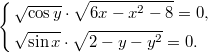 √cos y · √6x − x² − 8 = 0,
√sin x · √2 − y − y² = 0.